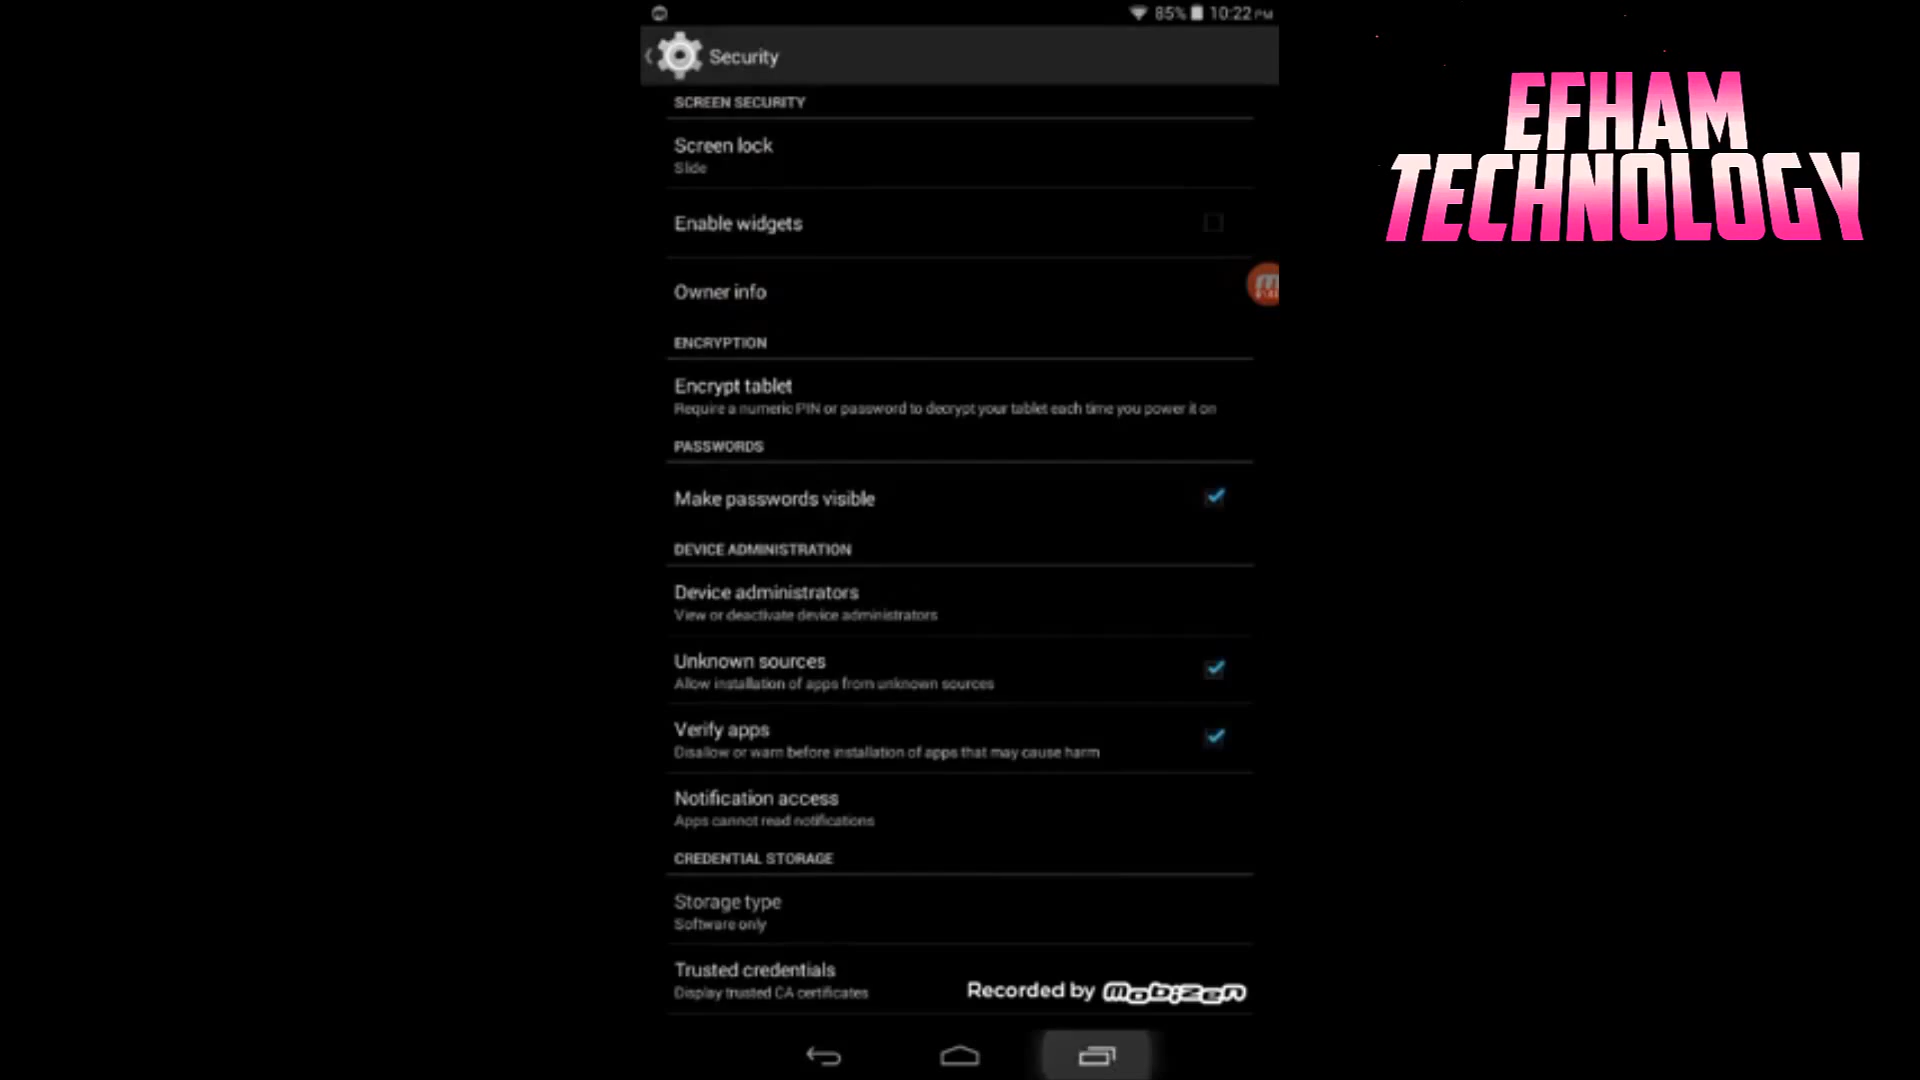 85% 10:22 PM
Security
EFHAM
TECHNOLOGY
SCREEN SECURITY
Screen lock
Slide
Enable widgets
Owner info
ENCRYPTION
Encrypt tablet
Require a numeric PIN or password to decrypt your tablet each time you power it on
PASSWORDS
Make passwords visible
DEVICE ADMINISTRATION
Device administrators
View or deactivate device administrators
Unknown sources
Allow installation of apps from unknown sources
Verify apps
Disallow or warn before installation of apps that may cause harm
Notification access
Apps cannot read notifications
CREDENTIAL STORAGE
Storage type
Software only
Trusted credentials
Display trusted CA certificates
Recorded by mobizen